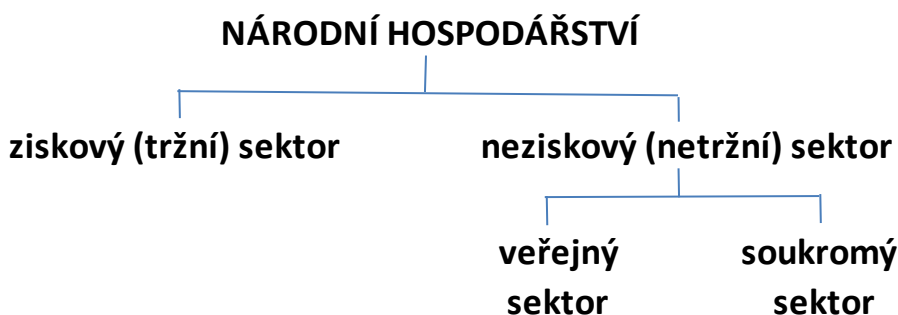 NÁRODNÍ HOSPODÁŘSTVÍ
ziskový (tržní) sektor
neziskový (netržní) sektor
veřejný
sektor
soukromý
sektor